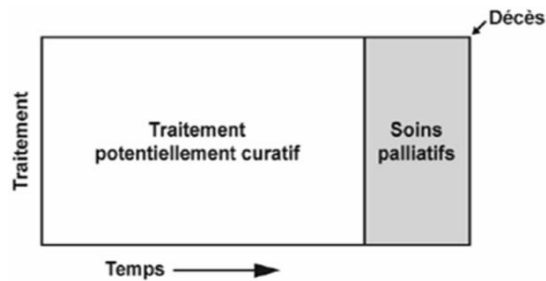 Décès
Traitement
Traitement
potentiellement curatif
Soins
palliatifs
Temps